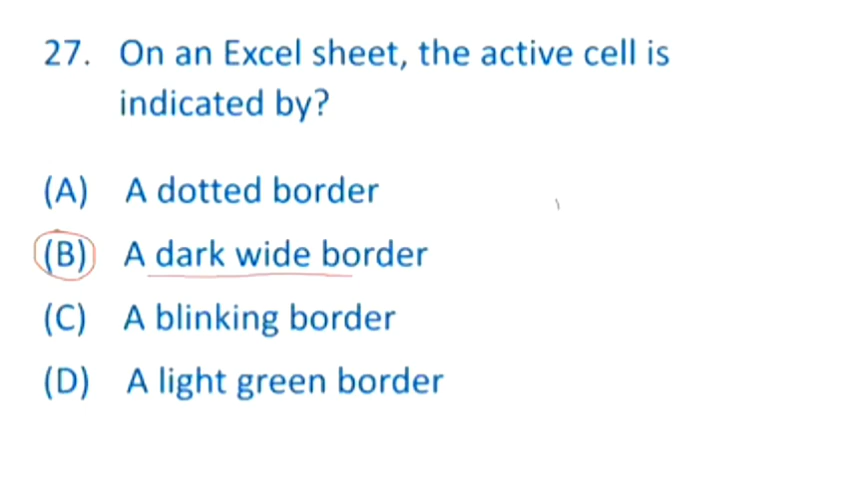 27. On an Excel sheet, the active cell is
indicated by?
(A) A dotted border
(B) A dark wide border
(C) A blinking border
(D) A light green border